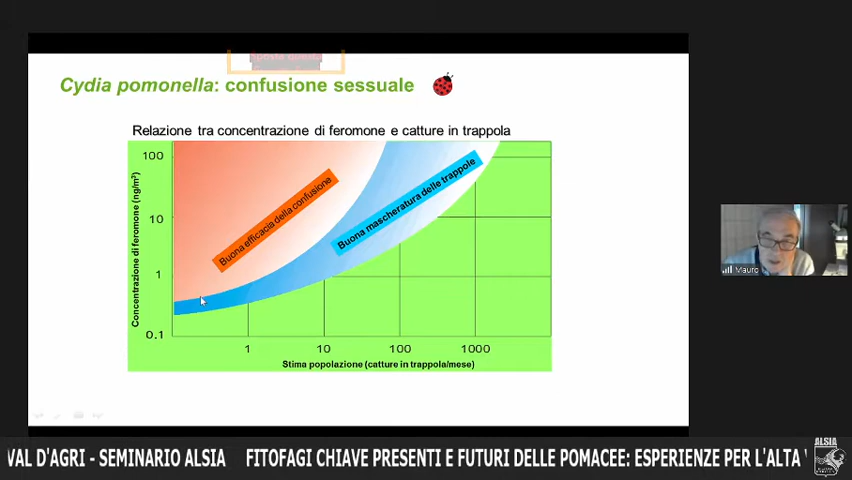 Cydia pomonella: confusione sessuale
Relazione tra concentrazione di feromone e catture in trappola
Concentrazione di feromone (ng/m²)
100
10
1
0.1
Buona efficacia della confusione
Buona mascheratura delle trappole
1
10
100
1000
Stima popolazione (catture in trappola/mese)
Mauro
VAL D'AGRI - SEMINARIO ALSIA FITOFAGI CHIAVE PRESENTI E FUTURI DELLE POMACEE: ESPERIENZE PER L'ALTA V
ALSIA